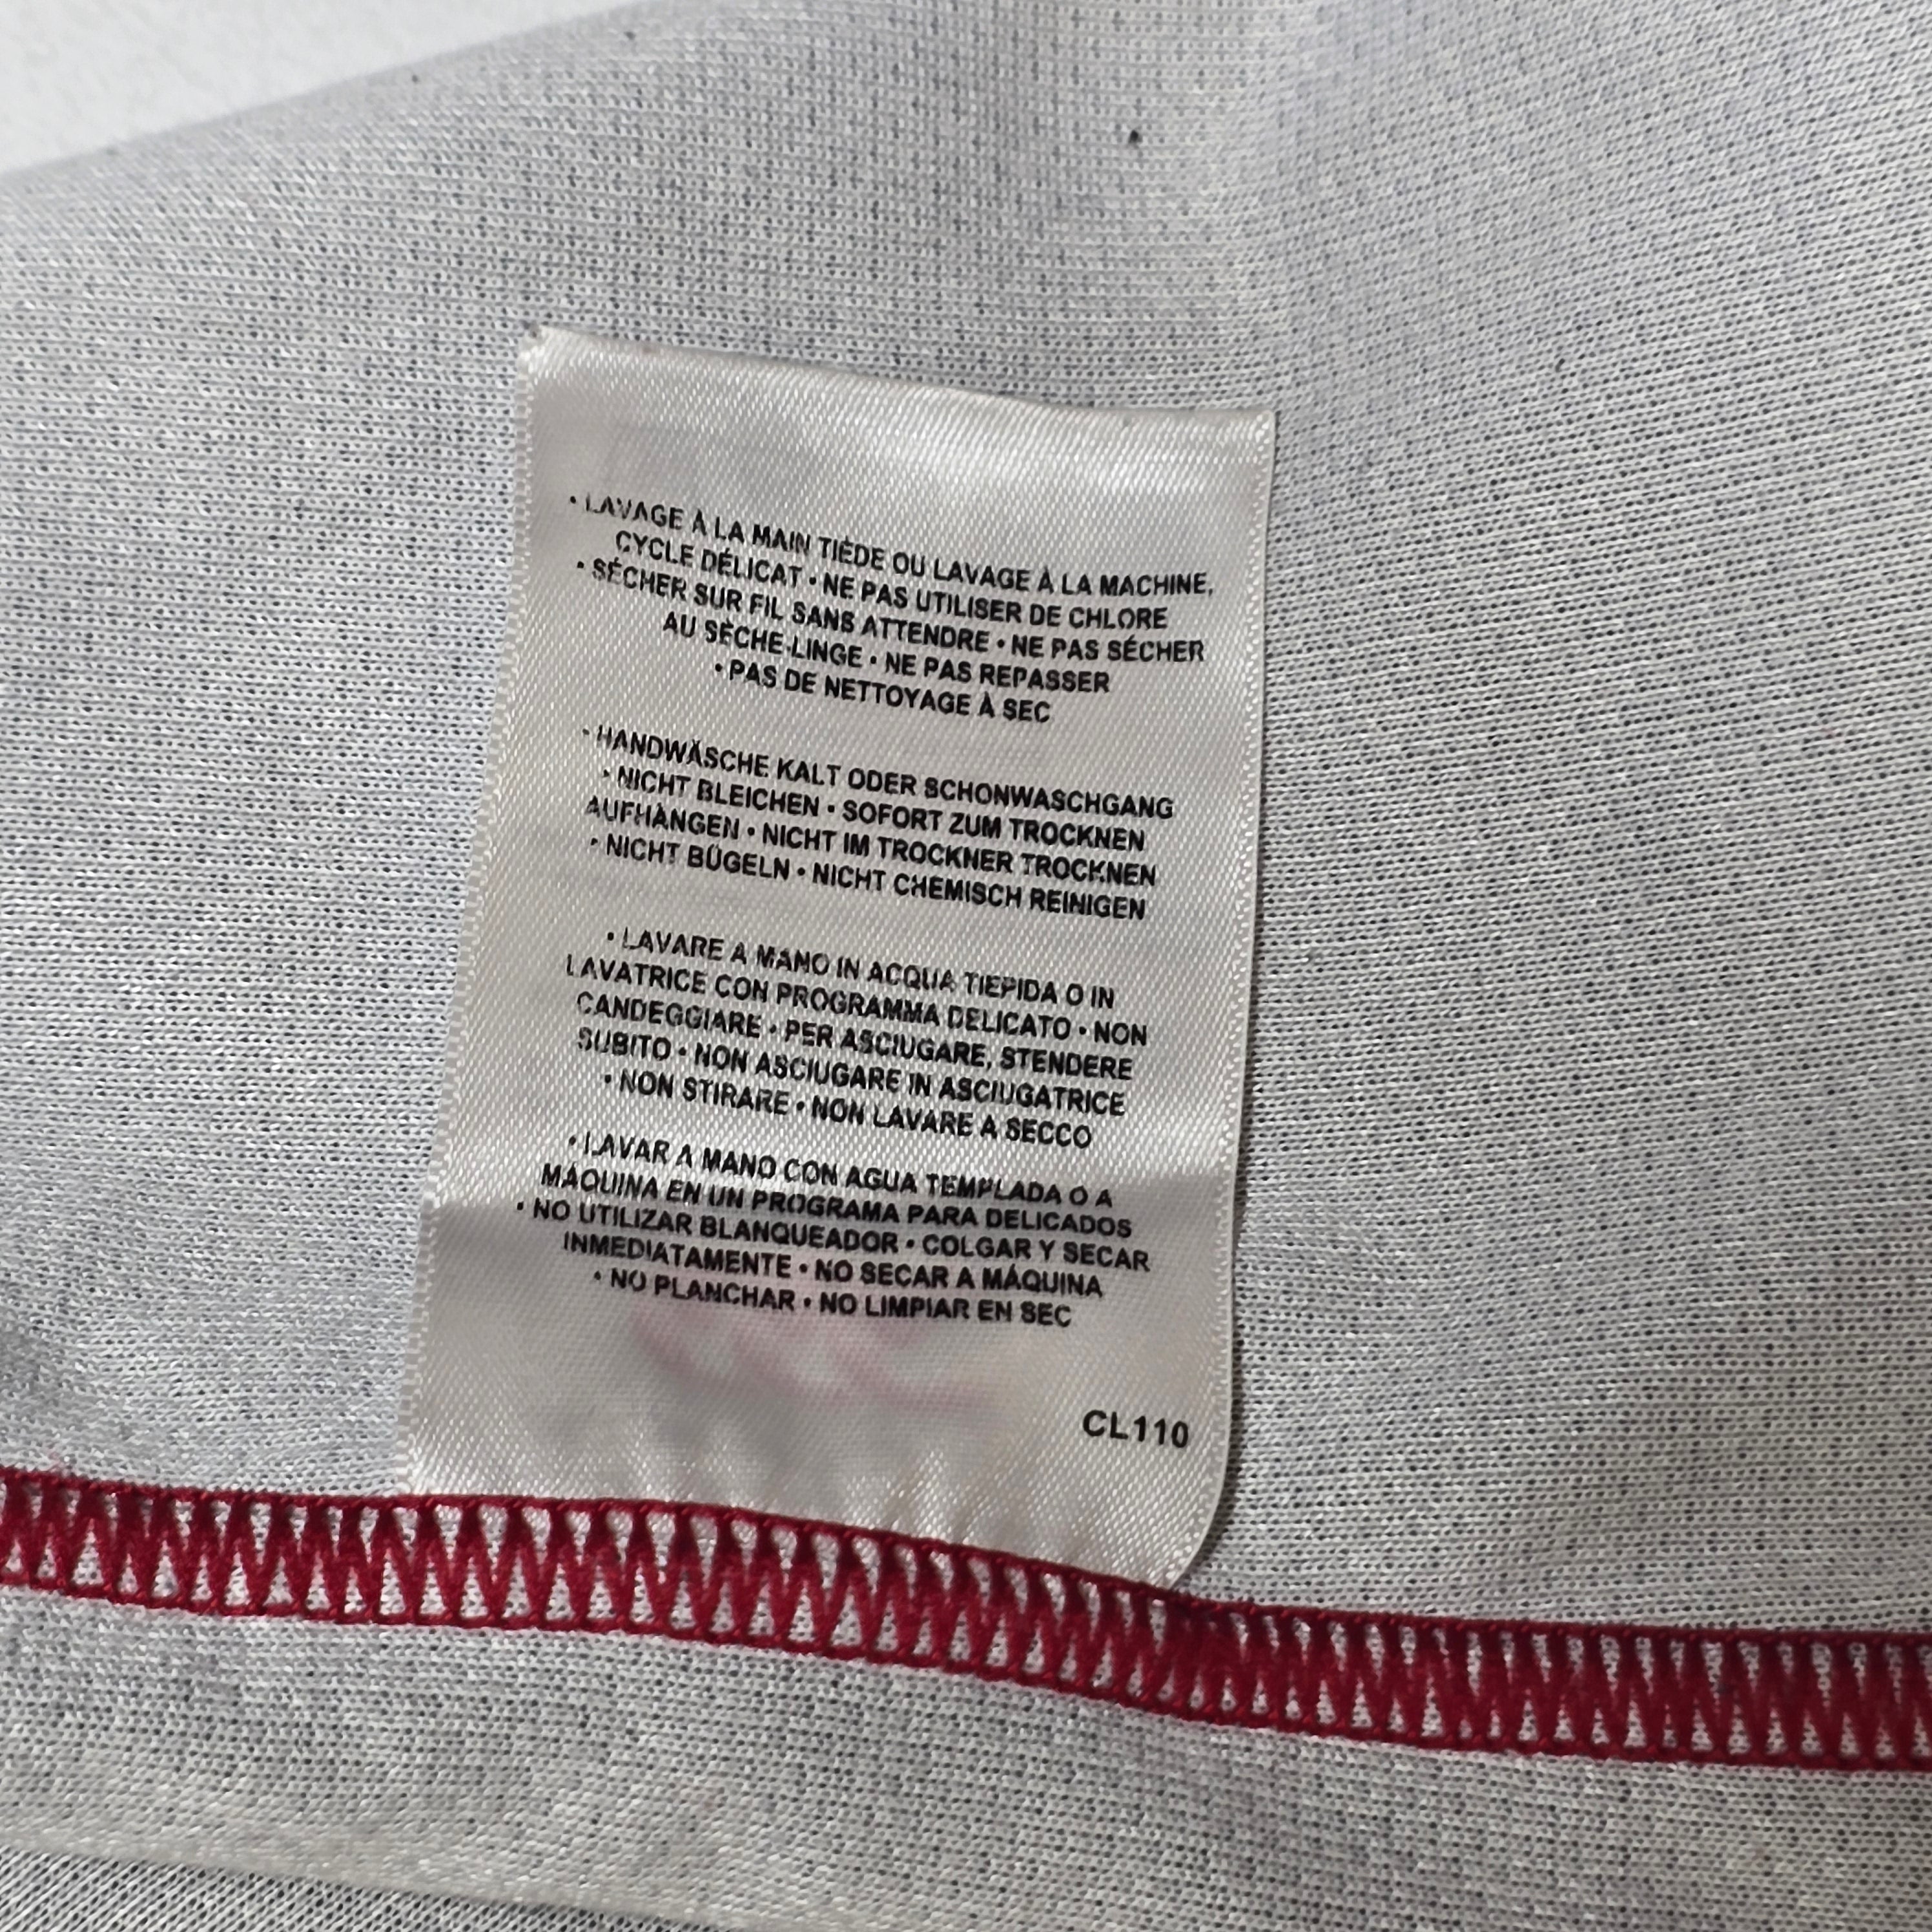 • LAVAGE À LA MAIN TIÈDE OU LAVAGE À LA MACHINE,
CYCLE DÉLICAT • NE PAS UTILISER DE CHLORE
• SÉCHER SUR FIL SANS ATTENDRE • NE PAS SÉCHER
AU SÈCHE-LINGE • NE PAS REPASSER
• PAS DE NETTOYAGE À SEC
• HANDWÄSCHE KALT ODER SCHONWASCHGANG
• NICHT BLEICHEN • SOFORT ZUM TROCKNEN
AUFHÄNGEN • NICHT IM TROCKNER TROCKNEN
• NICHT BÜGELN • NICHT CHEMISCH REINIGEN
• LAVARE A MANO IN ACQUA TIEPIDA O IN
LAVATRICE CON PROGRAMMA DELICATO • NON
CANDEGGIARE • PER ASCIUGARE, STENDERE
SUBITO • NON ASCIUGARE IN ASCIUGATRICE
• NON STIRARE • NON LAVARE A SECCO
• LAVAR A MANO CON AGUA TEMPLADA O A
MÁQUINA EN UN PROGRAMA PARA DELICADOS
• NO UTILIZAR BLANQUEADOR • COLGAR Y SECAR
INMEDIATAMENTE • NO SECAR A MÁQUINA
• NO PLANCHAR • NO LIMPIAR EN SEC
CL110